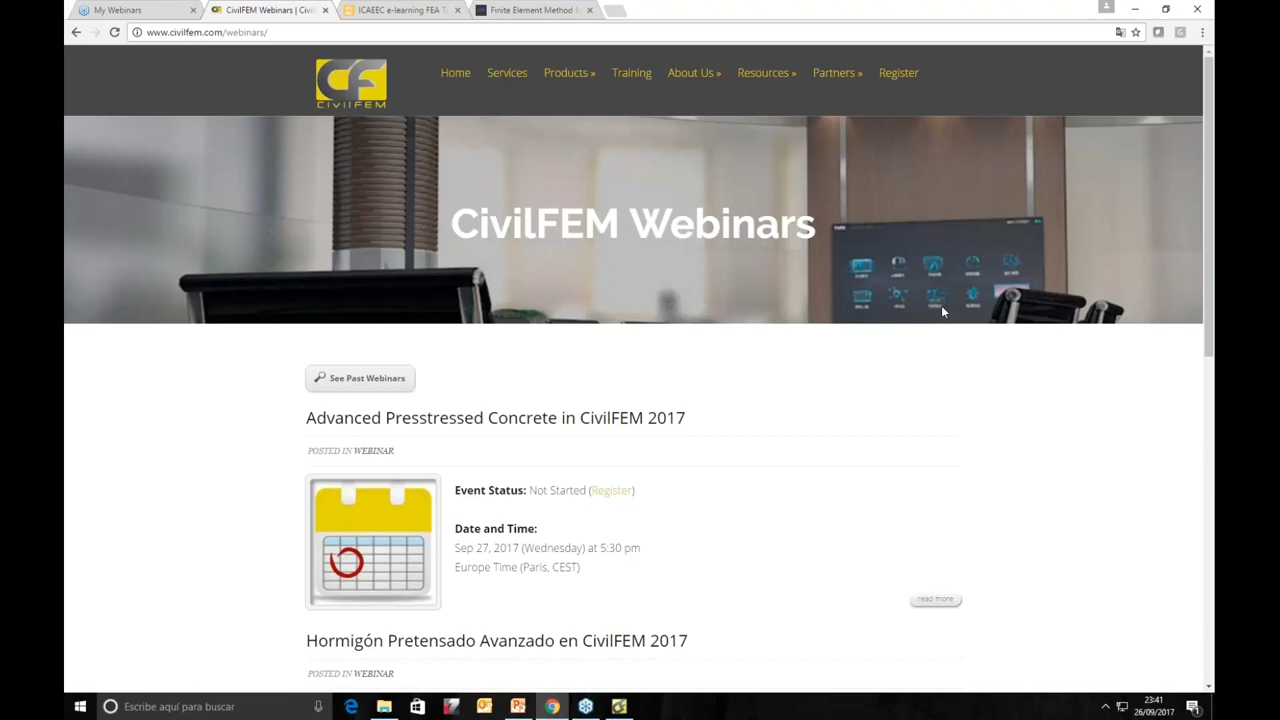 My Webinars
CivilFEM Webinars | Civil
ICAEEC e-learning FEA T
Finite Element Method
www.civilfem.com/webinars/
CF
CIVILFEM
Home Services Products » Training About Us » Resources » Partners » Register
CivilFEM Webinars
See Past Webinars
Advanced Presstressed Concrete in CivilFEM 2017
POSTED IN WEBINAR
Event Status: Not Started (Register)
Date and Time:
Sep 27, 2017 (Wednesday) at 5:30 pm
Europe Time (Paris, CEST)
read more
Hormigón Pretensado Avanzado en CivilFEM 2017
POSTED IN WEBINAR
Escribe aquí para buscar
23:41
26/09/2017